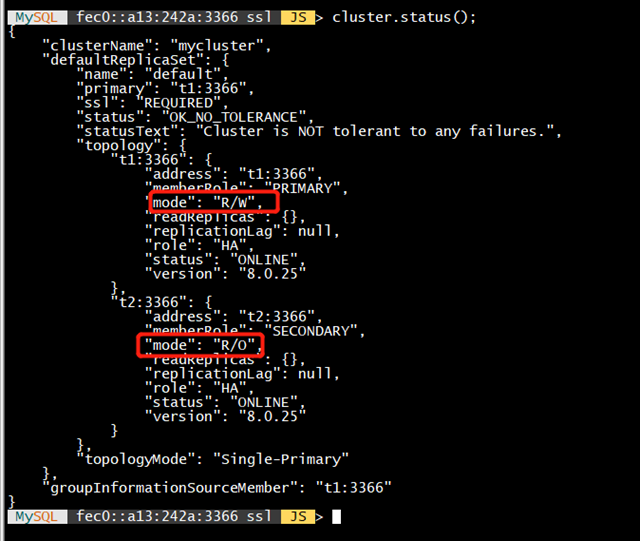 MySQL fec0::a13:242a:3366 ssl JS > cluster.status();
{
    "clusterName": "mycluster",
    "defaultReplicaSet": {
        "name": "default",
        "primary": "t1:3366",
        "ssl": "REQUIRED",
        "status": "OK_NO_TOLERANCE",
        "statusText": "Cluster is NOT tolerant to any failures.",
        "topology": {
            "t1:3366": {
                "address": "t1:3366",
                "memberRole": "PRIMARY",
                "mode": "R/W",
                "readReplicas": {},
                "replicationLag": null,
                "role": "HA",
                "status": "ONLINE",
                "version": "8.0.25"
            },
            "t2:3366": {
                "address": "t2:3366",
                "memberRole": "SECONDARY",
                "mode": "R/O",
                "readReplicas": {},
                "replicationLag": null,
                "role": "HA",
                "status": "ONLINE",
                "version": "8.0.25"
            }
        },
        "topologyMode": "Single-Primary"
    },
    "groupInformationSourceMember": "t1:3366"
}
MySQL fec0::a13:242a:3366 ssl JS >